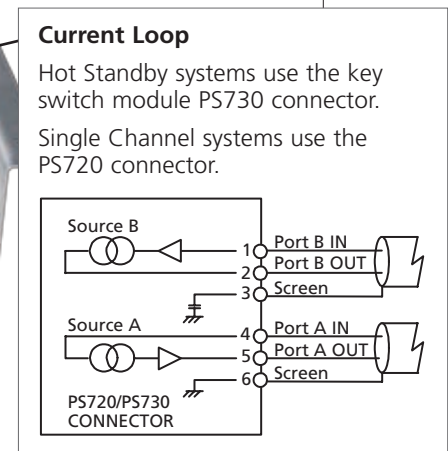 Current Loop
Hot Standby systems use the key
switch module PS730 connector.
Single Channel systems use the
PS720 connector.
Source B
1 Port B IN
2 Port B OUT
3 Screen
Source A
4 Port A IN
5 Port A OUT
6 Screen
PS720/PS730
CONNECTOR